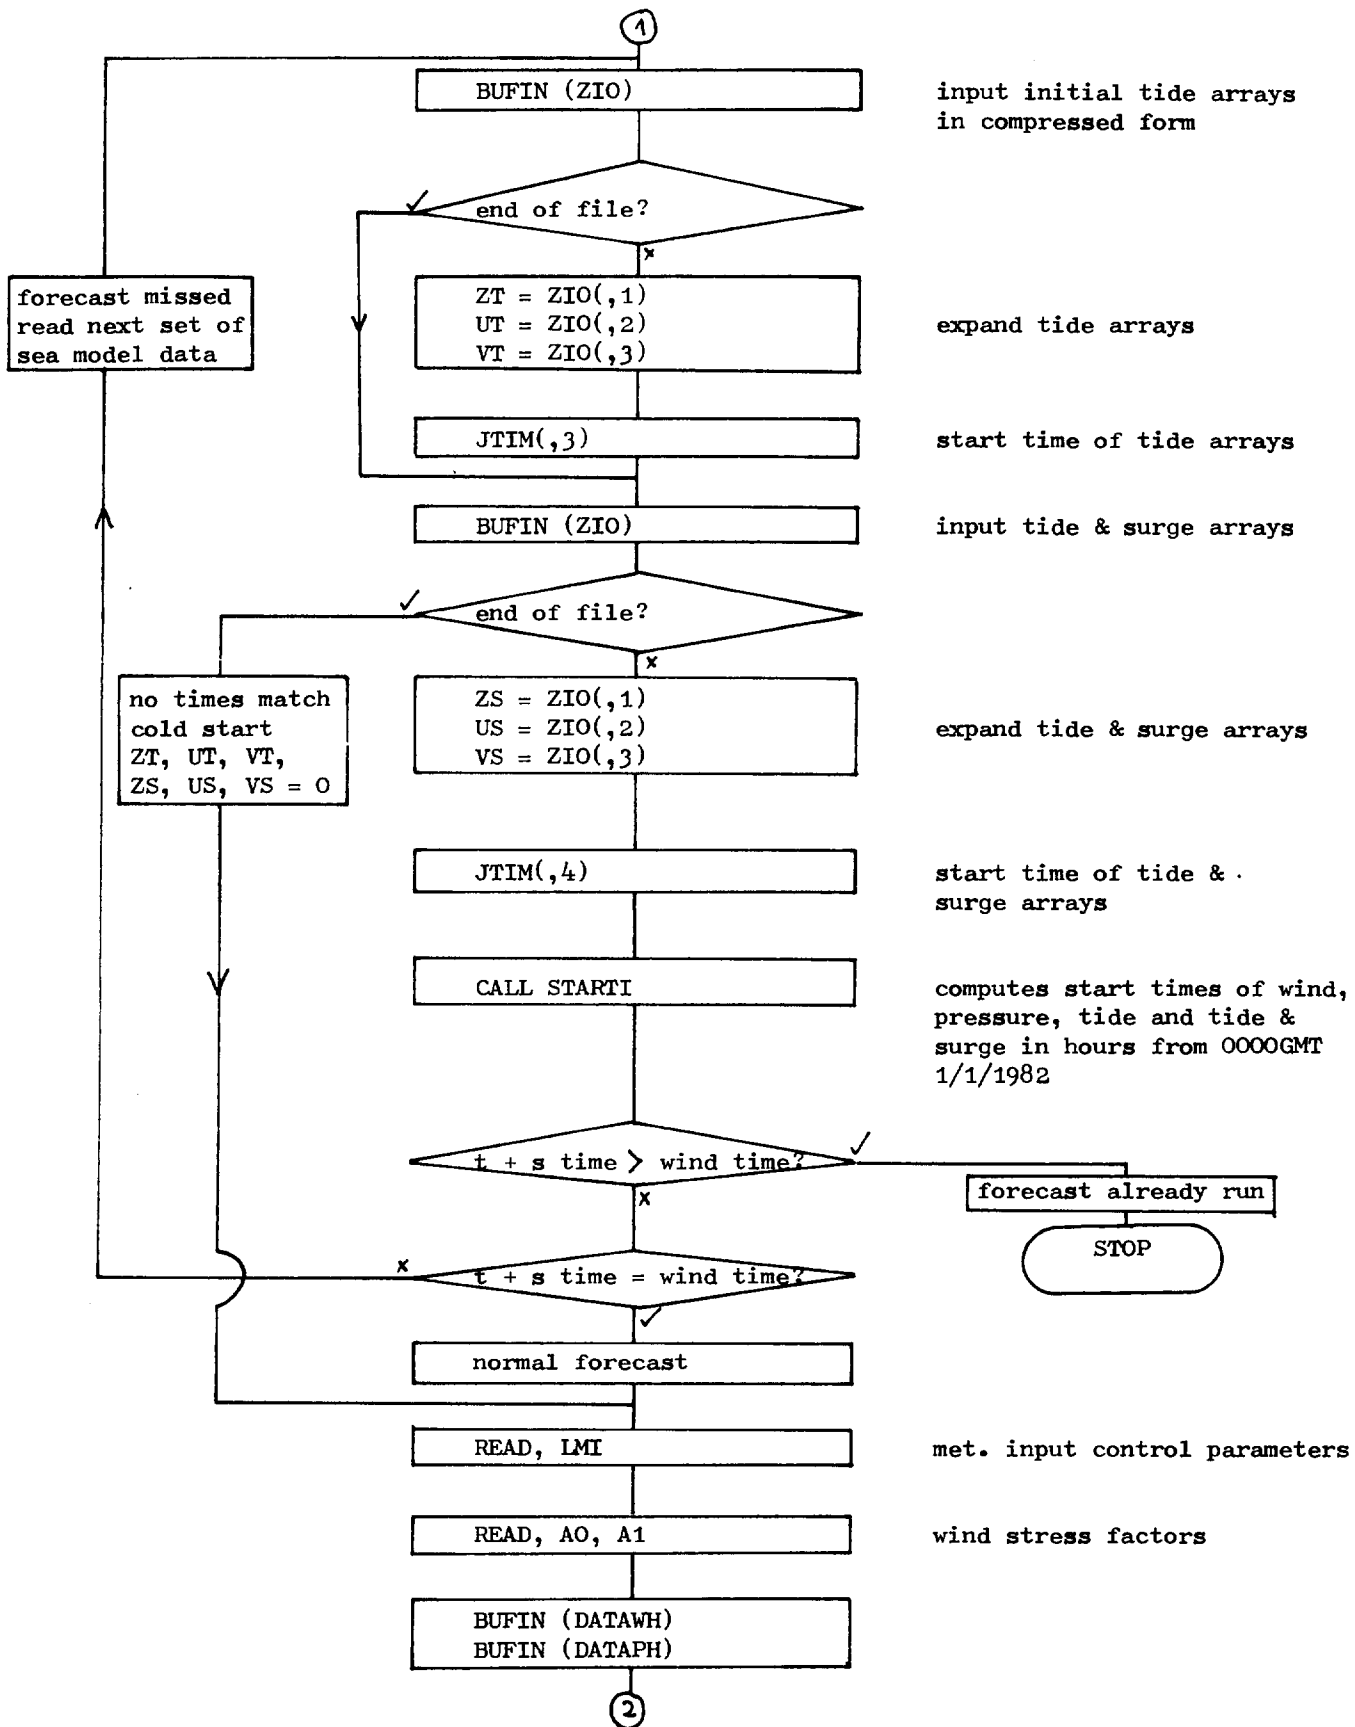 1
BUFIN (ZIO)
input initial tide arrays
in compressed form
✓
end of file?
x
forecast missed
read next set of
sea model data
ZT = ZIO(,1)
UT = ZIO(,2)
VT = ZIO(,3)
expand tide arrays
JTIM(,3)
start time of tide arrays
BUFIN (ZIO)
input tide & surge arrays
✓
end of file?
x
no times match
cold start
ZT, UT, VT,
ZS, US, VS = 0
ZS = ZIO(,1)
US = ZIO(,2)
VS = ZIO(,3)
expand tide & surge arrays
JTIM(,4)
start time of tide &
surge arrays
CALL STARTI
computes start times of wind,
pressure, tide and tide &
surge in hours from 0000GMT
1/1/1982
t + s time > wind time?
✓
x
forecast already run
STOP
x
t + s time = wind time?
✓
normal forecast
READ, LMI
met. input control parameters
READ, AO, A1
wind stress factors
BUFIN (DATAWH)
BUFIN (DATAPH)
2